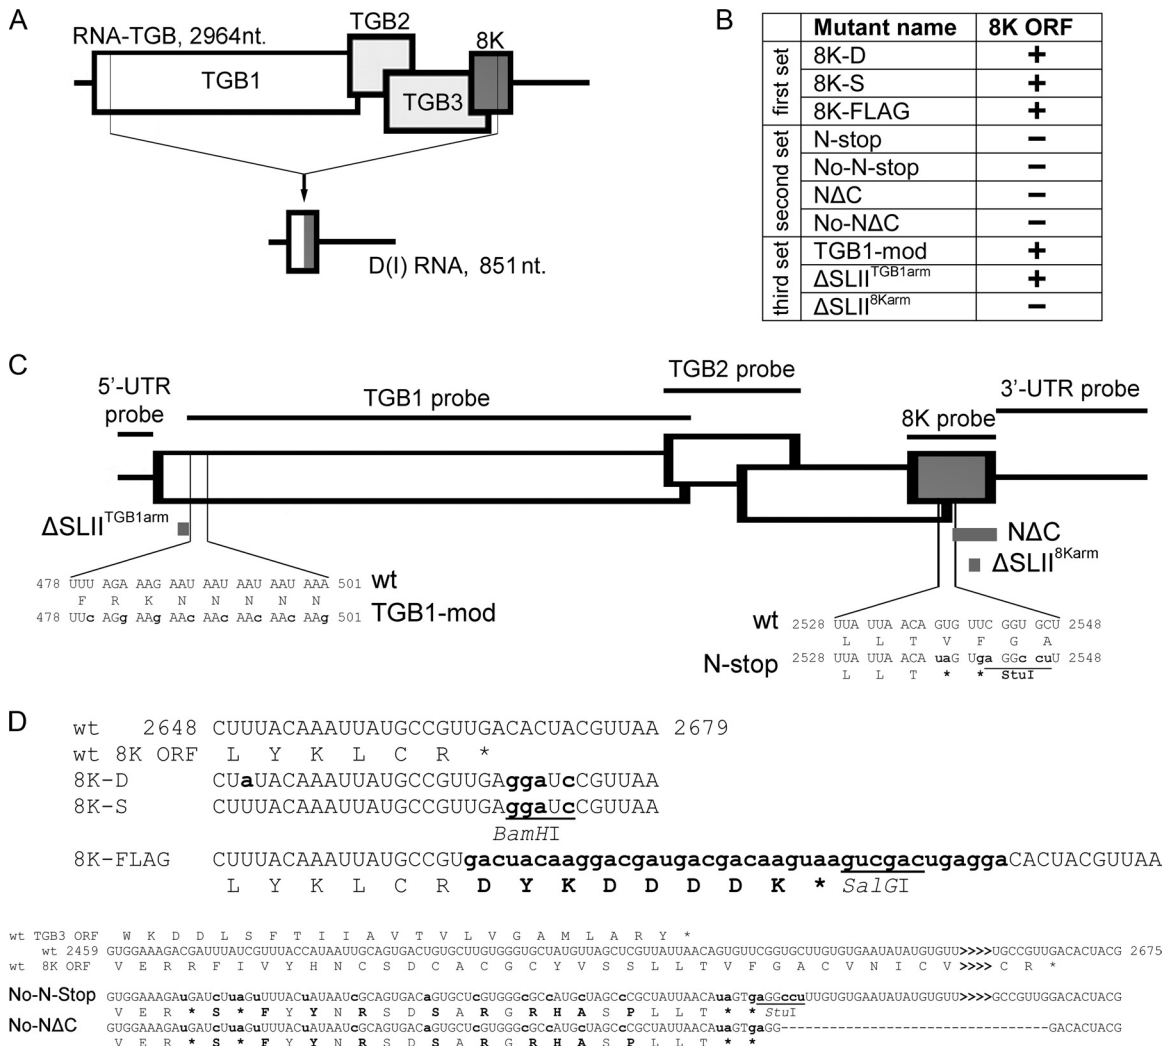 A
RNA-TGB, 2964nt.
TGB2
8K
TGB1
TGB3
D(I) RNA, 851nt.
B
Mutant name 8K ORF
first set
8K-D +
8K-S +
8K-FLAG +
second set
N-stop −
No-N-stop −
NΔC −
No-NΔC −
third set
TGB1-mod +
ΔSLII^TGB1arm +
ΔSLII^8Karm −
C
5'-UTR probe
TGB1 probe
TGB2 probe
8K probe
3'-UTR probe
ΔSLII^TGB1arm
NΔC
ΔSLII^8Karm
478 UUU AGA AAG AAU AAU AAU AAU AAA 501 wt
F R K N N N N N
478 UUc AGg AAg AAc AAc AAc AAc AAg 501 TGB1-mod
wt 2528 UUA UUA ACA GUG UUC GGU GCU 2548
L L T V F G A
N-stop 2528 UUA UUA ACA uaG Uga GGc cuU 2548
L L T * * StuI
D
wt 2648 CUUUACAAAUUAUGCCGUUGACACUACGUUAA 2679
wt 8K ORF L Y K L C R *
8K-D CUaUACAAAUUAUGCCGUUGAggaUcCGUUAA
8K-S CUUUACAAAUUAUGCCGUUGAggaUcCGUUAA
BamHI
8K-FLAG CUUUACAAAUUAUGCCGUgacuacaaggacgaugacgacaaguaagucgacugaggaCACUACGUUAA
L Y K L C R D Y K D D D D K * SalGI
wt TGB3 ORF W K D D L S F T I I A V T V L V G A M L A R Y *
wt 2459 GUGGAAAGACGAUUUAUCGUUUACCAUAAUUGCAGUGACUGUGCUUGUGGGUGCUAUGUUAGCUCGUUAUUAACAGUGUUCGGUGCUUGUGUGAAUAUAUGUGUU>>>>UGCCGUUGACACUACG 2675
wt 8K ORF V E R R F I V Y H N C S D C A C G C Y V S S L L T V F G A C V N I C V >>>> C R *
No-N-Stop GUGGAAAGAuGAUcUuaGuUUUACuAUAAUcGCAGUGACaGUGCUcGUGGGcGCcAUGcUAGCcCGCUAUUAACAuaGTgaGGccuUUGUGUGAAUAUAUGUGUU>>>>GCCGUUGGACACUACG
V E R * S * F Y Y N R S D S A R G R H A S P L L T * * StuI
No-NΔC GUGGAAAGAuGAUcUuaGuUUUACuAUAAUcGCAGUGACaGUGCUcGUGGGcGCcAUGcUAGCcCGCUAUUAACAuaGTgaGG-------------------------------GACACUACG
V E R * S * F Y Y N R S D S A R G R H A S P L L T * *